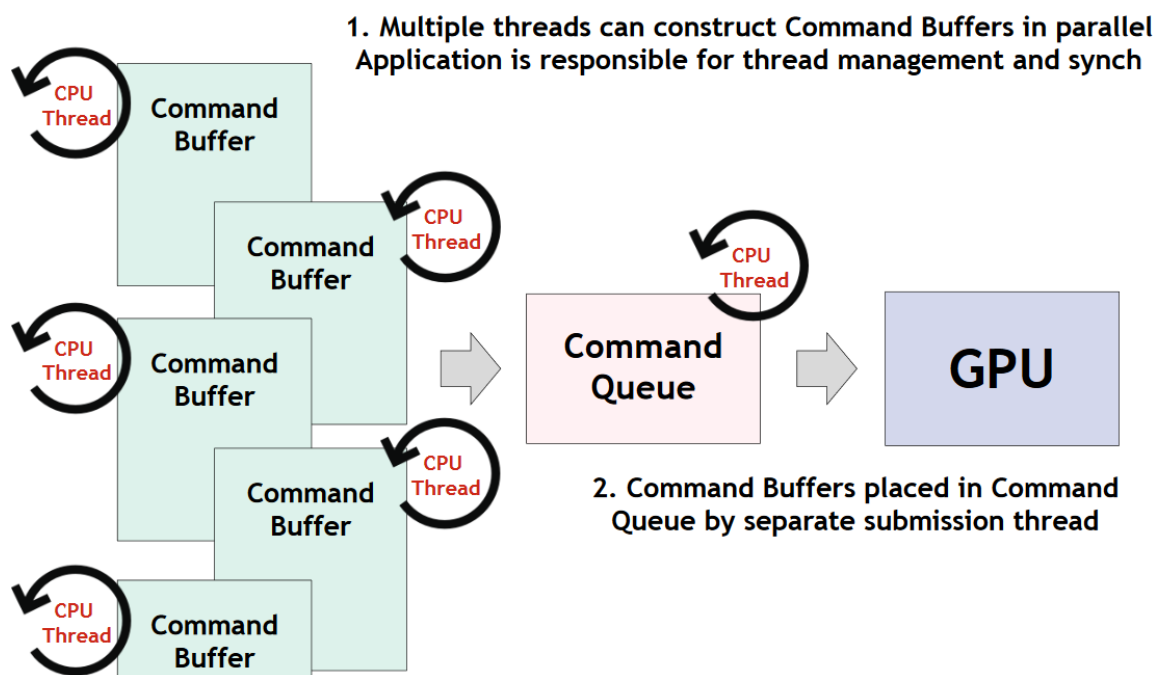 1. Multiple threads can construct Command Buffers in parallel
Application is responsible for thread management and synch
CPU
Thread
Command
Buffer
CPU
Thread
Command
Buffer
CPU
Thread
Command
Buffer
CPU
Thread
Command
Buffer
CPU
Thread
Command
Buffer
CPU
Thread
Command
Queue
GPU
2. Command Buffers placed in Command
Queue by separate submission thread